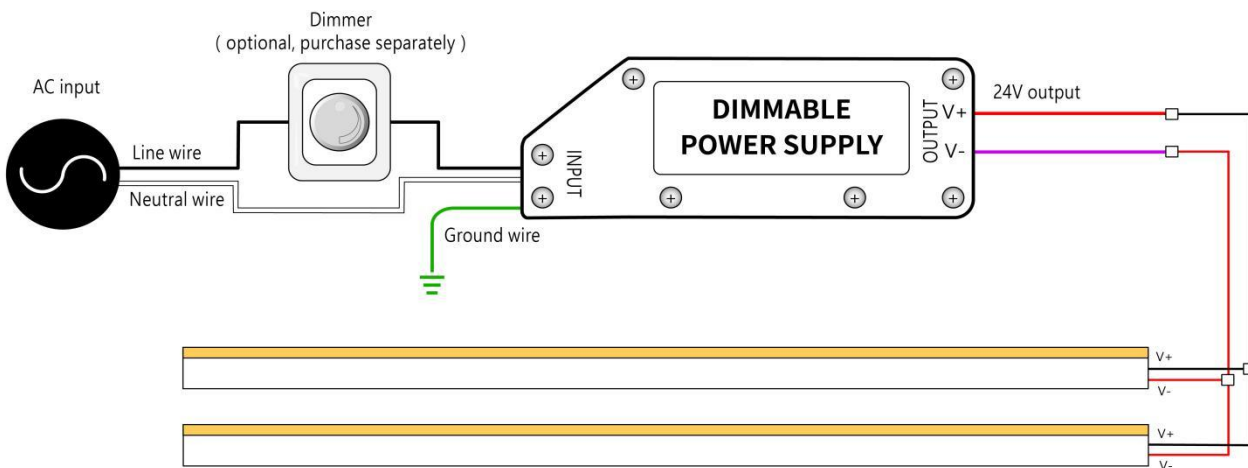 Dimmer
( optional, purchase separately )
AC input
Line wire
Neutral wire
Ground wire
INPUT
DIMMABLE
POWER SUPPLY
OUTPUT
V+
V-
24V output
V+
V-
V+
V-